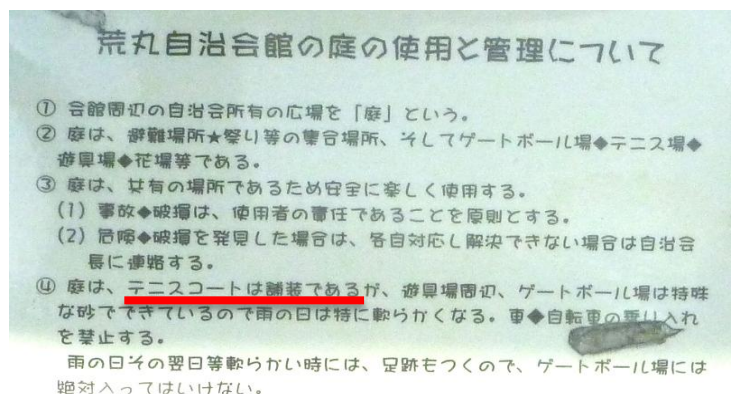 荒丸自治会館の庭の使用と管理について
① 会館周辺の自治会所有の広場を「庭」という。
② 庭は、避難場所★祭り等の集合場所、そしてゲートボール場◆テニス場◆
遊具場◆花場等である。
③ 庭は、共有の場所であるため安全に楽しく使用する。
(1) 事故◆破損は、使用者の責任であることを原則とする。
(2) 危険◆破損を発見した場合は、各自対応し解決できない場合は自治会
長に連絡する。
④ 庭は、テニスコートは舗装であるが、遊具場周辺、ゲートボール場は特殊
な砂でできているので雨の日は特に軟らかくなる。車◆自転車の乗り入れ
を禁止する。
雨の日その翌日等軟らかい時には、足跡もつくので、ゲートボール場には
絶対入ってはいけない。